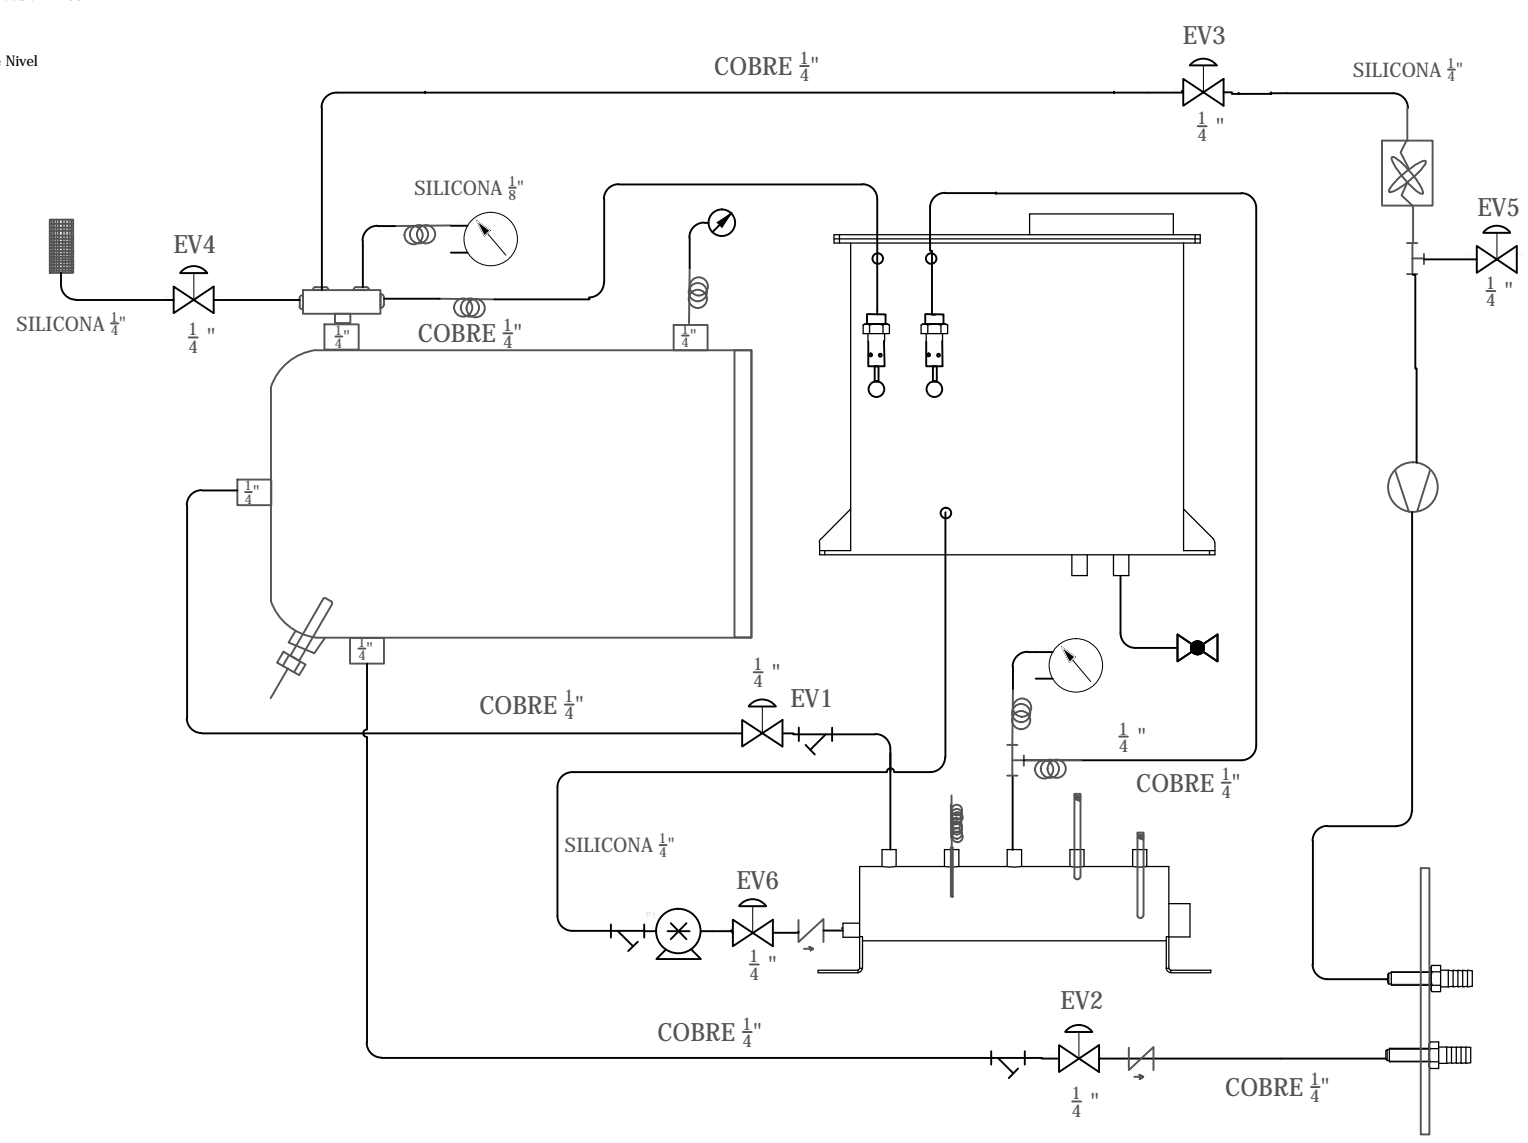 Nivel
EV3
COBRE 1/4"
SILICONA 1/4"
1/4 "
SILICONA 1/8"
EV5
EV4
1/4 "
SILICONA 1/4"
1/4 "
COBRE 1/4"
1/4"
1/4"
1/4"
1/4"
1/4 "
EV1
COBRE 1/4"
1/4 "
COBRE 1/4"
SILICONA 1/4"
EV6
P1
1/4 "
EV2
COBRE 1/4"
COBRE 1/4"
1/4 "